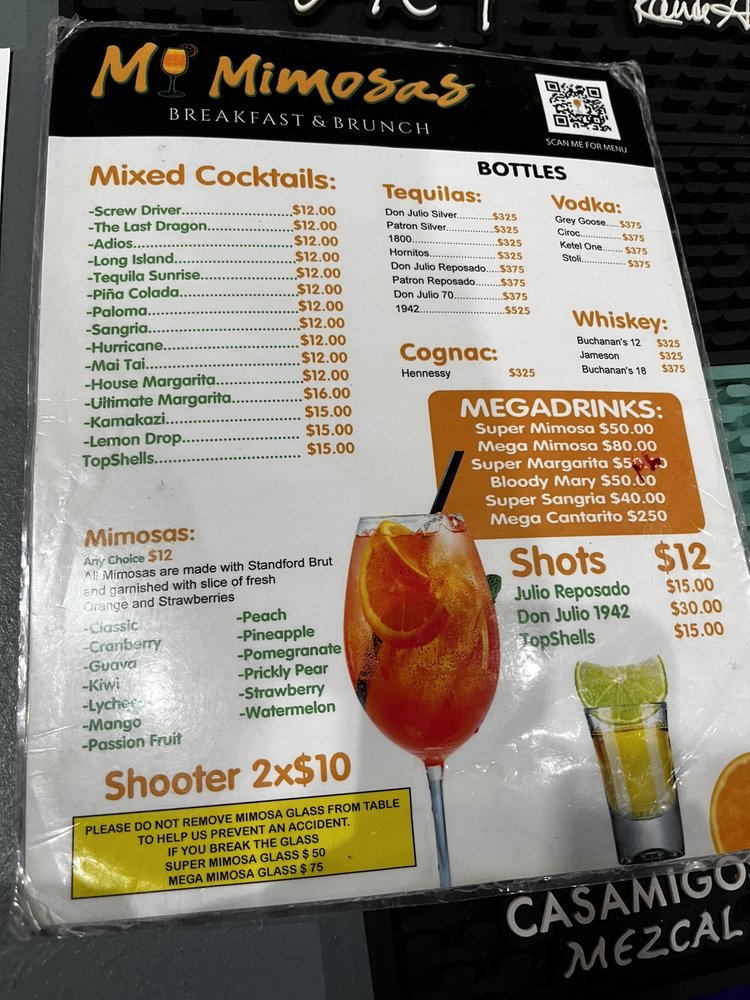 Mi Mimosas
BREAKFAST & BRUNCH
SCAN ME FOR MENU
Mixed Cocktails:
-Screw Driver..........................$12.00
-The Last Dragon....................$12.00
-Adios.......................................$12.00
-Long Island............................$12.00
-Tequila Sunrise......................$12.00
-Piña Colada...........................$12.00
-Paloma...................................$12.00
-Sangria...................................$12.00
-Hurricane...............................$12.00
-Mai Tai....................................$12.00
-House Margarita....................$12.00
-Uitimate Margarita................$16.00
-Kamakazi...............................$15.00
-Lemon Drop............................$15.00
TopShells...................................$15.00
BOTTLES
Tequilas:
Don Julio Silver............$325
Patron Silver................$325
1800.............................$325
Hornitos.......................$325
Don Julio Reposado.....$375
Patron Reposado.........$375
Don Julio 70.................$375
1942.............................$525
Vodka:
Grey Goose.....$375
Ciroc................$375
Ketel One........$375
Stoli.................$375
Cognac:
Hennessy $325
Whiskey:
Buchanan's 12 $325
Jameson $325
Buchanan's 18 $375
MEGADRINKS:
Super Mimosa $50.00
Mega Mimosa $80.00
Super Margarita
Bloody Mary $50.00
Super Sangria $40.00
Mega Cantarito $250
Mimosas:
Any Choice $12
All Mimosas are made with Standford Brut
and garnished with slice of fresh
Orange and Strawberries
-Classic
-Cranberry
-Guava
-Kiwi
-Lychee
-Mango
-Passion Fruit
-Peach
-Pineapple
-Pomegranate
-Prickly Pear
-Strawberry
-Watermelon
Shots $12
Julio Reposado $15.00
Don Julio 1942 $30.00
TopShells $15.00
Shooter 2x$10
PLEASE DO NOT REMOVE MIMOSA GLASS FROM TABLE
TO HELP US PREVENT AN ACCIDENT.
IF YOU BREAK THE GLASS
SUPER MIMOSA GLASS $ 50
MEGA MIMOSA GLASS $ 75
CASAMIGOS
MEZCAL